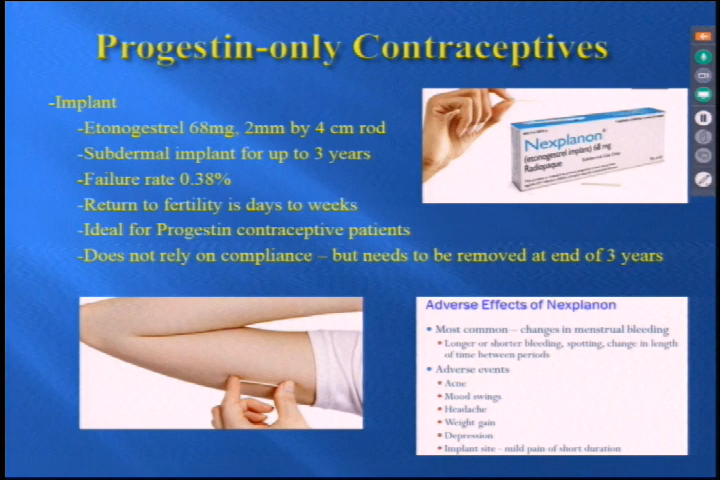 Progestin-only Contraceptives
-Implant
-Etonogestrel 68mg, 2mm by 4 cm rod
-Subdermal implant for up to 3 years
-Failure rate 0.38%
-Return to fertility is days to weeks
-Ideal for Progestin contraceptive patients
-Does not rely on compliance – but needs to be removed at end of 3 years
Nexplanon
(etonogestrel implant) 68 mg
Radiopaque
Adverse Effects of Nexplanon
• Most common – changes in menstrual bleeding
• Longer or shorter bleeding, spotting, change in length
of time between periods
• Adverse events
• Acne
• Mood swings
• Headache
• Weight gain
• Depression
• Implant site – mild pain of short duration